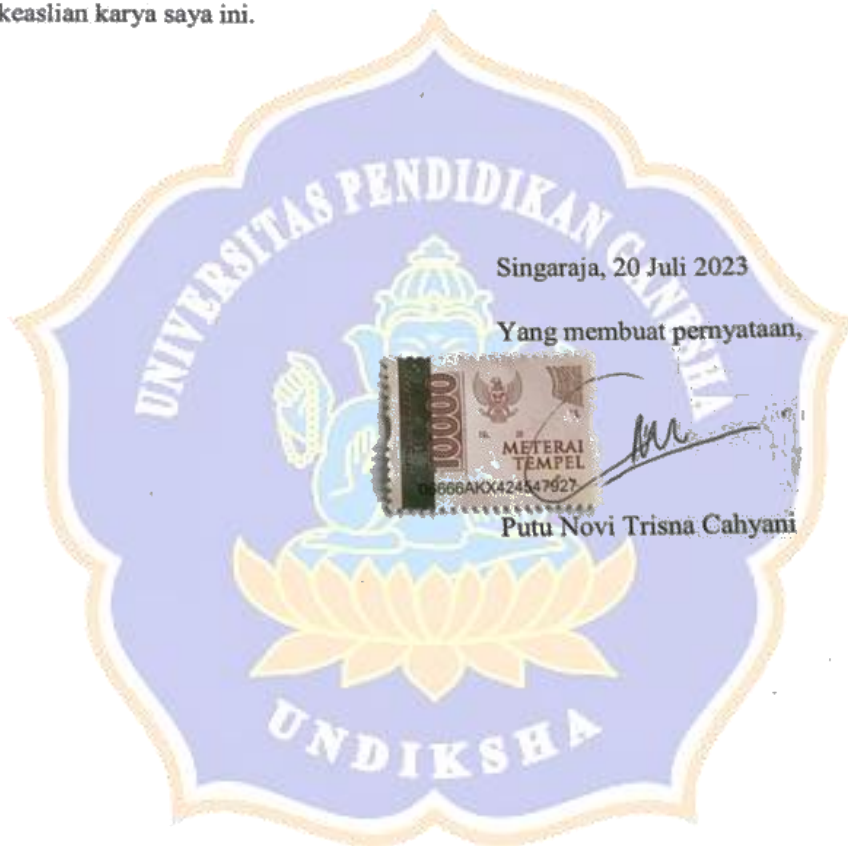 keaslian karya saya ini.
UNIVERSITAS PENDIDIKAN GANESHA
Singaraja, 20 Juli 2023
Yang membuat pernyataan,
10000
METERAI
TEMPEL
06666AKX424547927
Putu Novi Trisna Cahyani
UNDIKSHA